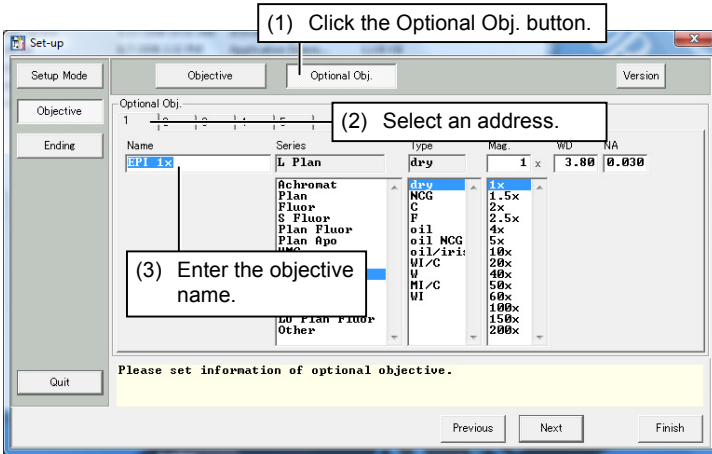 (1) Click the Optional Obj. button.
Set-up
Setup Mode
Objective
Optional Obj.
Version
Objective
Ending
Optional Obj.
1 2 3 4 5
(2) Select an address.
Name Series Type Mag. WD NA
EPI 1x L Plan dry 1 x 3.80 0.030
Achromat dry 1x
Plan NCG 1.5x
Fluor C 2x
S Fluor F 2.5x
Plan Fluor oil 4x
Plan Apo oil NCG 5x
oil/iris 10x
WI/C 20x
W 40x
MI/C 50x
WI 60x
100x
LU Plan Fluor 150x
Other 200x
(3) Enter the objective
name.
Please set information of optional objective.
Quit
Previous Next Finish